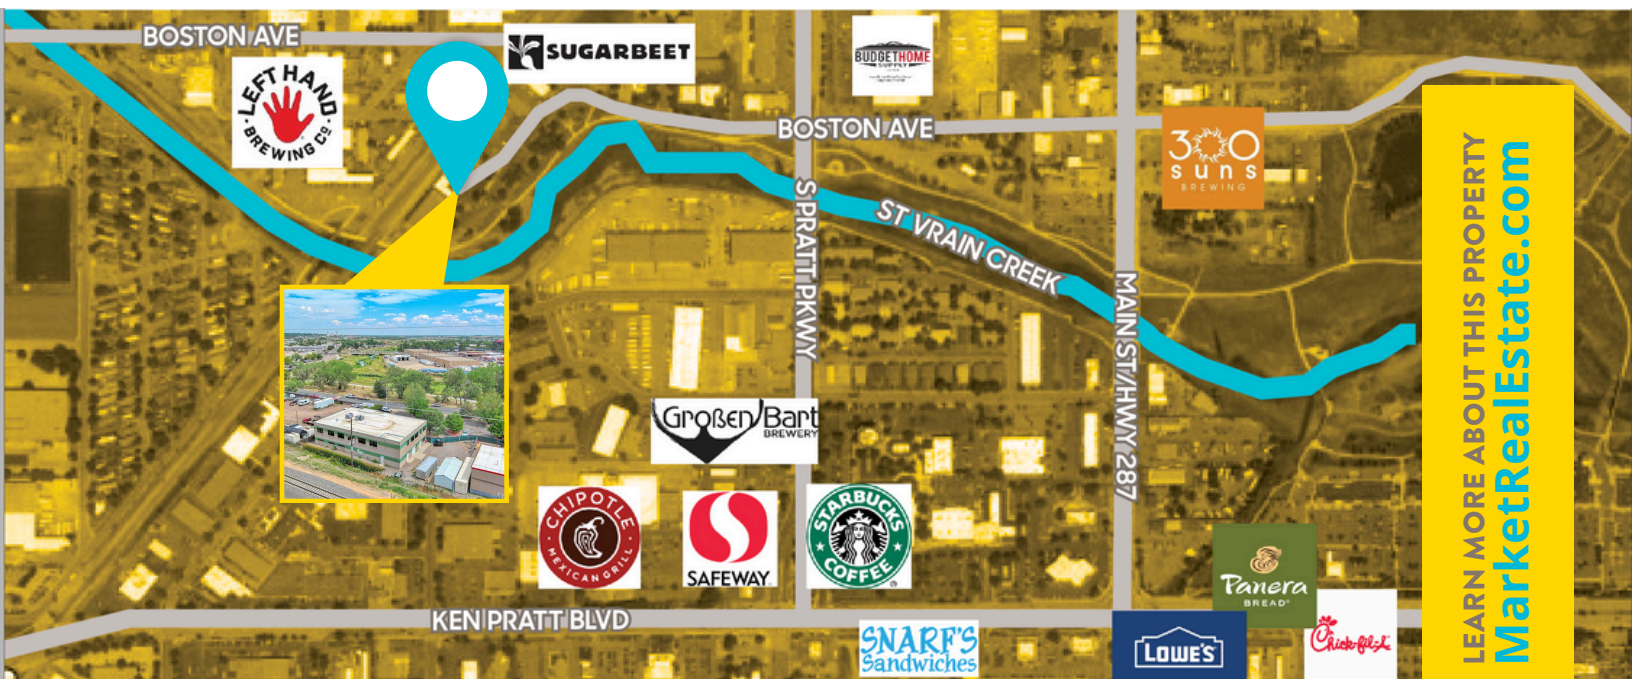 BOSTON AVE
LEFT HAND
BREWING Co
SUGARBEET
BUDGETHOME
SUPPLY
BOSTON AVE
300
suns
BREWING
S PRATT PKWY
ST VRAIN CREEK
MAIN ST/HWY 287
Großen Bart
BREWERY
CHIPOTLE
MEXICAN GRILL
SAFEWAY
STARBUCKS
COFFEE
Panera
BREAD®
KEN PRATT BLVD
SNARF'S
Sandwiches
LOWE'S
Chick-fil-A
LEARN MORE ABOUT THIS PROPERTY
MarketRealEstate.com